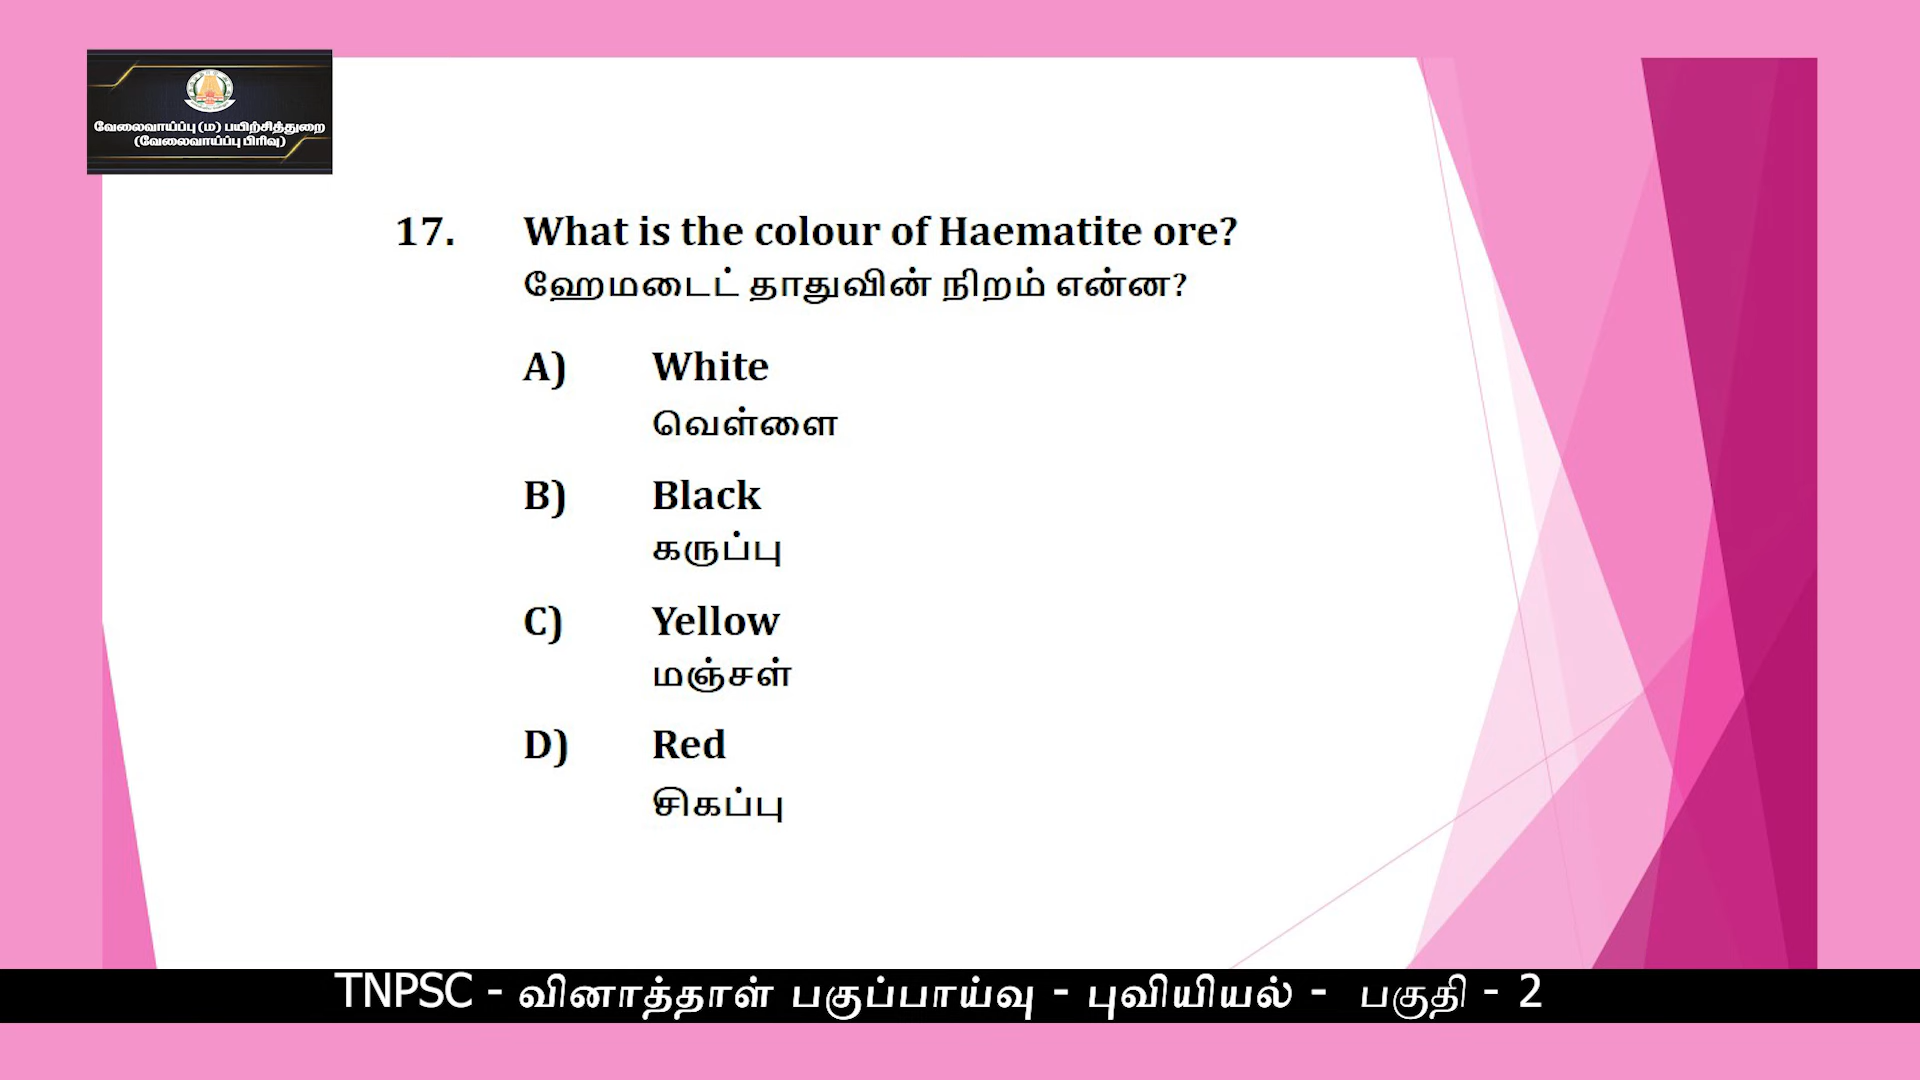 வேலைவாய்ப்பு (ம) பயிற்சித்துறை
(வேலைவாய்ப்பு பிரிவு)
17. What is the colour of Haematite ore?
ஹேமடைட் தாதுவின் நிறம் என்ன?
A) White
வெள்ளை
B) Black
கருப்பு
C) Yellow
மஞ்சள்
D) Red
சிகப்பு
TNPSC - வினாத்தாள் பகுப்பாய்வு - புவியியல் - பகுதி - 2